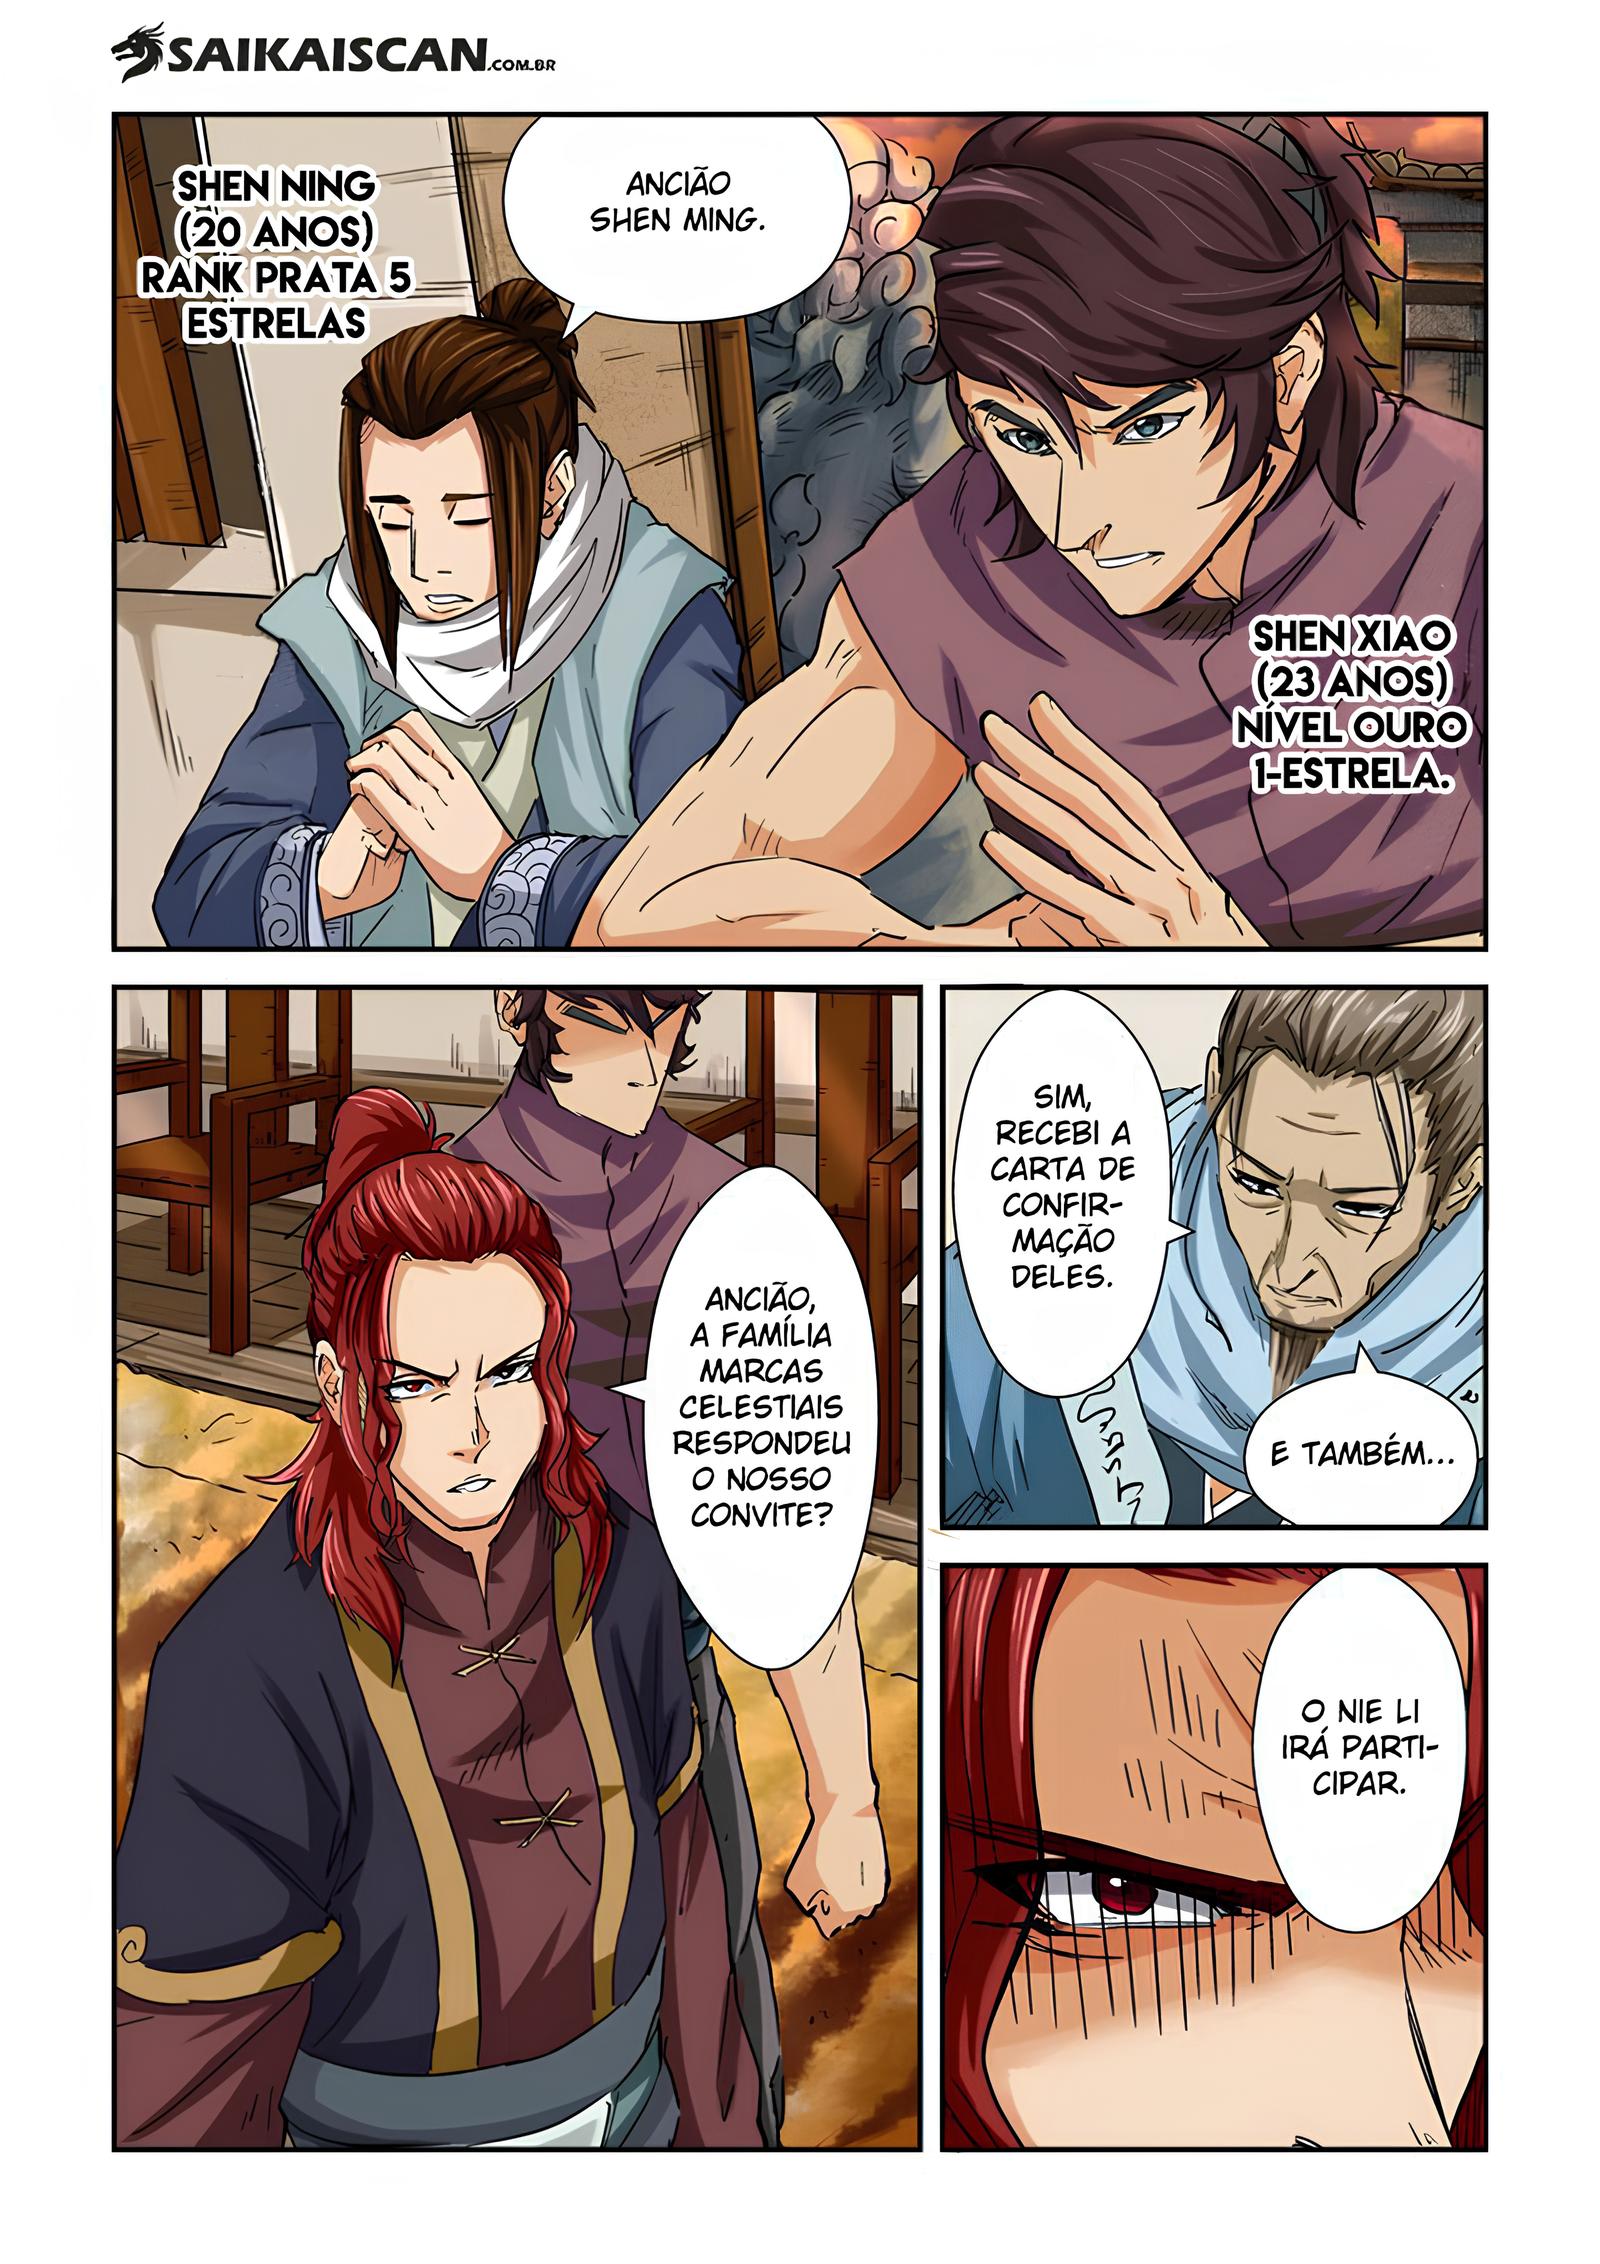 SAIKAISCAN.COM.BR
SHEN NING
(20 ANOS)
RANK PRATA 5
ESTRELAS
ANCIÃO
SHEN MING.
SHEN XIAO
(23 ANOS)
NÍVEL OURO
1-ESTRELA.
ANCIÃO,
A FAMÍLIA
MARCAS
CELESTIAIS
RESPONDEU
O NOSSO
CONVITE?
SIM,
RECEBI A
CARTA DE
CONFIR-
MAÇÃO
DELES.
E TAMBÉM...
O NIE LI
IRÁ PARTI-
CIPAR.